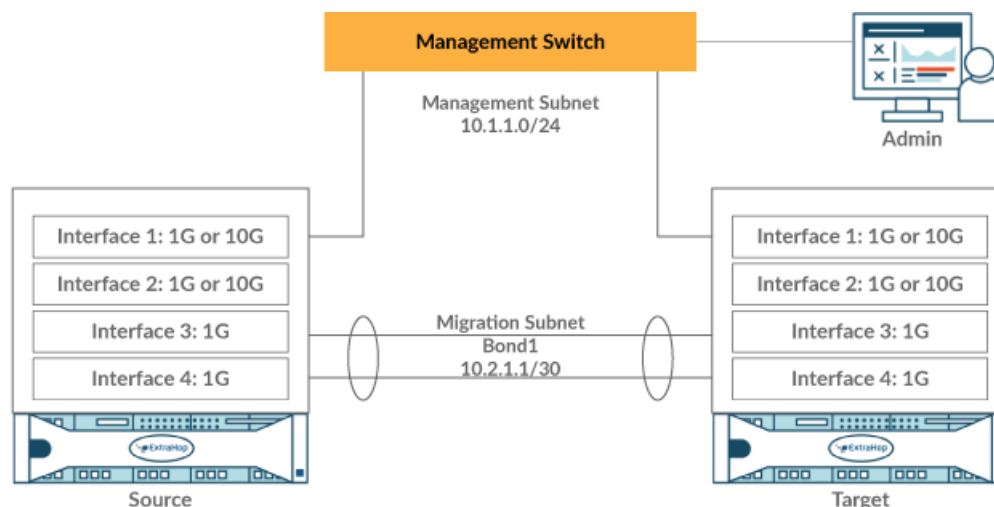 Management Switch
Management Subnet
10.1.1.0/24
Admin
Interface 1: 1G or 10G
Interface 2: 1G or 10G
Interface 3: 1G
Interface 4: 1G
Migration Subnet
Bond1
10.2.1.1/30
Interface 1: 1G or 10G
Interface 2: 1G or 10G
Interface 3: 1G
Interface 4: 1G
ExtraHop
Source
ExtraHop
Target